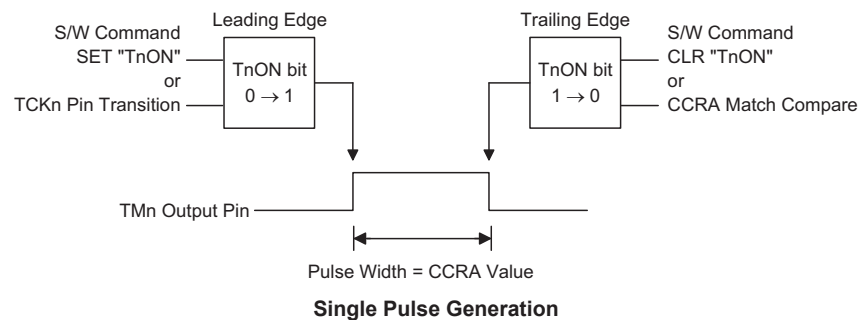 Leading Edge
S/W Command
SET "TnON"
or
TCKn Pin Transition
TnON bit
0 → 1
Trailing Edge
TnON bit
1 → 0
S/W Command
CLR "TnON"
or
CCRA Match Compare
TMn Output Pin
Pulse Width = CCRA Value
Single Pulse Generation